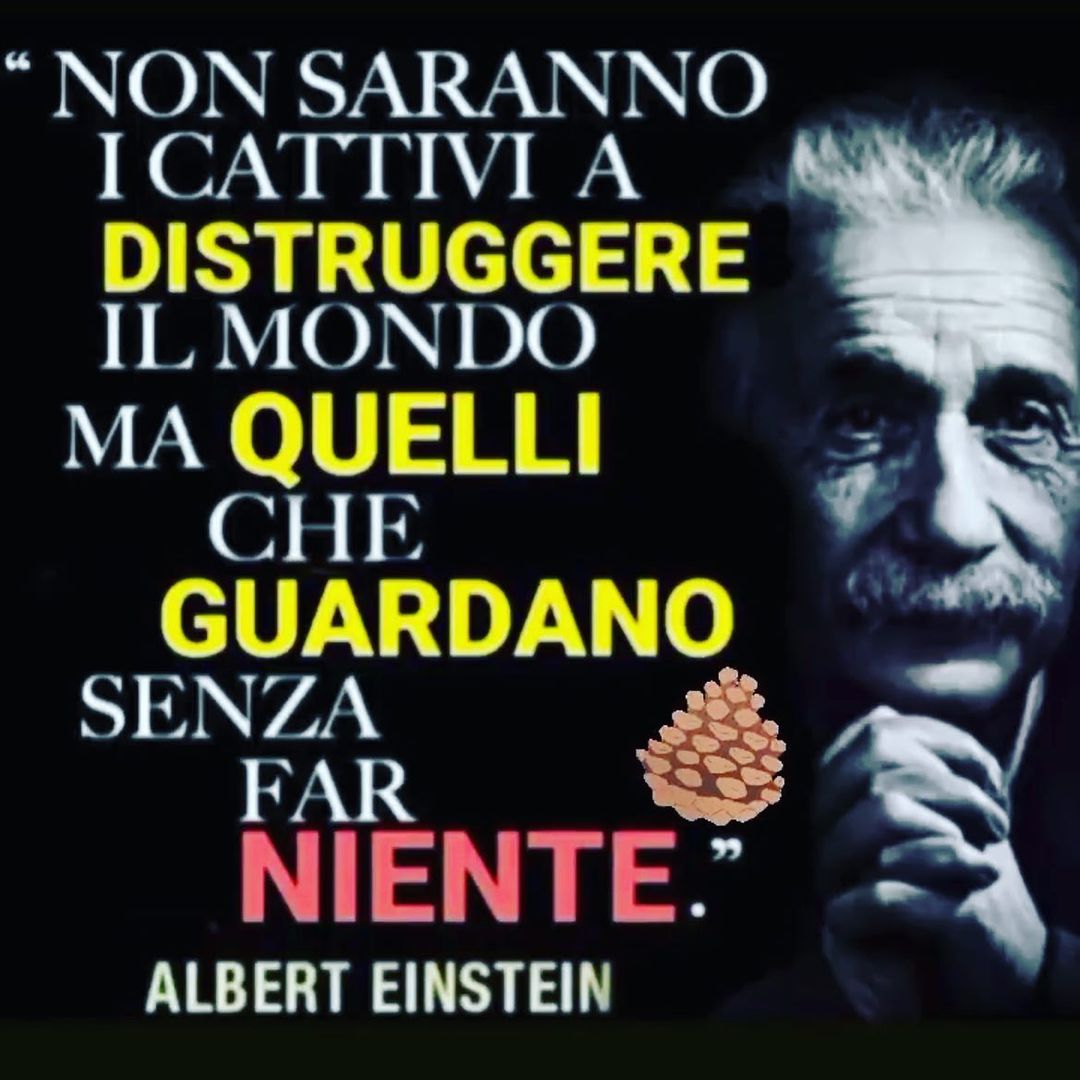 “ NON SARANNO
I CATTIVI A
DISTRUGGERE
IL MONDO
MA QUELLI
CHE
GUARDANO
SENZA
FAR
NIENTE.”
ALBERT EINSTEIN